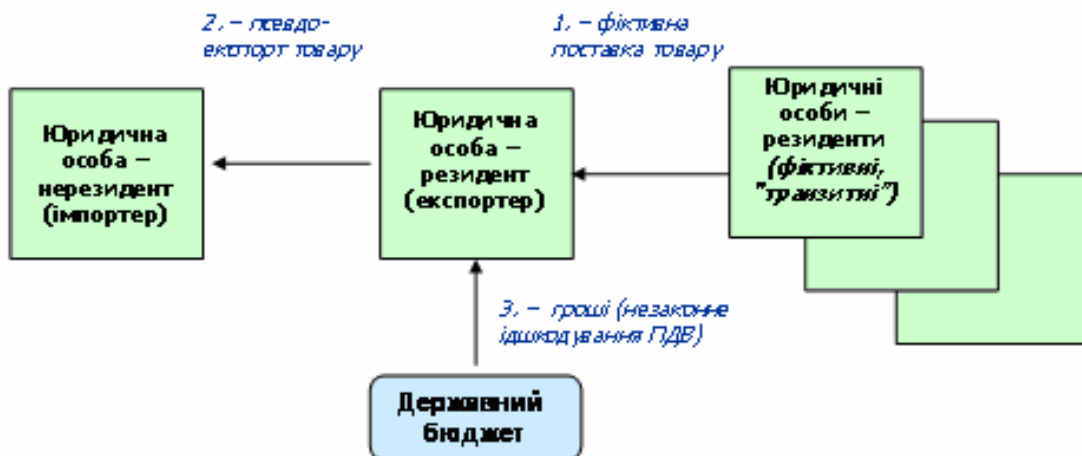 2. – псевдо-
експорт товару
1. – фіктивна
поставка товару
Юридична
особа –
нерезидент
(імпортер)
Юридична
особа –
резидент
(експортер)
Юридичні
особи –
резиденти
(фіктивні,
"транзитні")
3. – гроші (незаконне
ідшкодування ПДВ)
Державний
бюджет